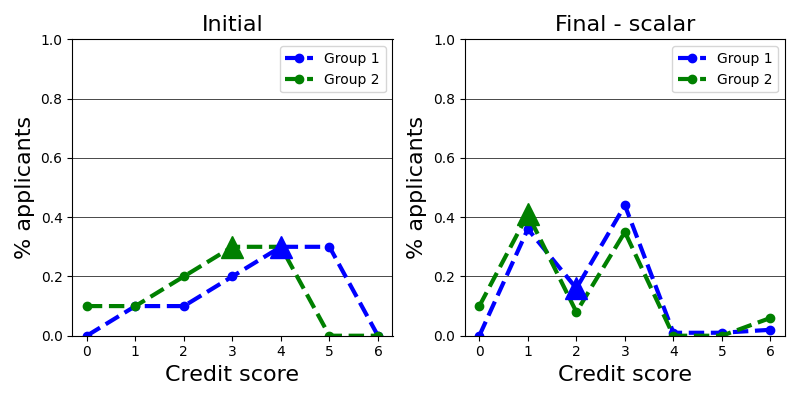 Initial
Group 1
Group 2
% applicants
1.0
0.8
0.6
0.4
0.2
0.0
0 1 2 3 4 5 6
Credit score
Final - scalar
Group 1
Group 2
% applicants
1.0
0.8
0.6
0.4
0.2
0.0
0 1 2 3 4 5 6
Credit score